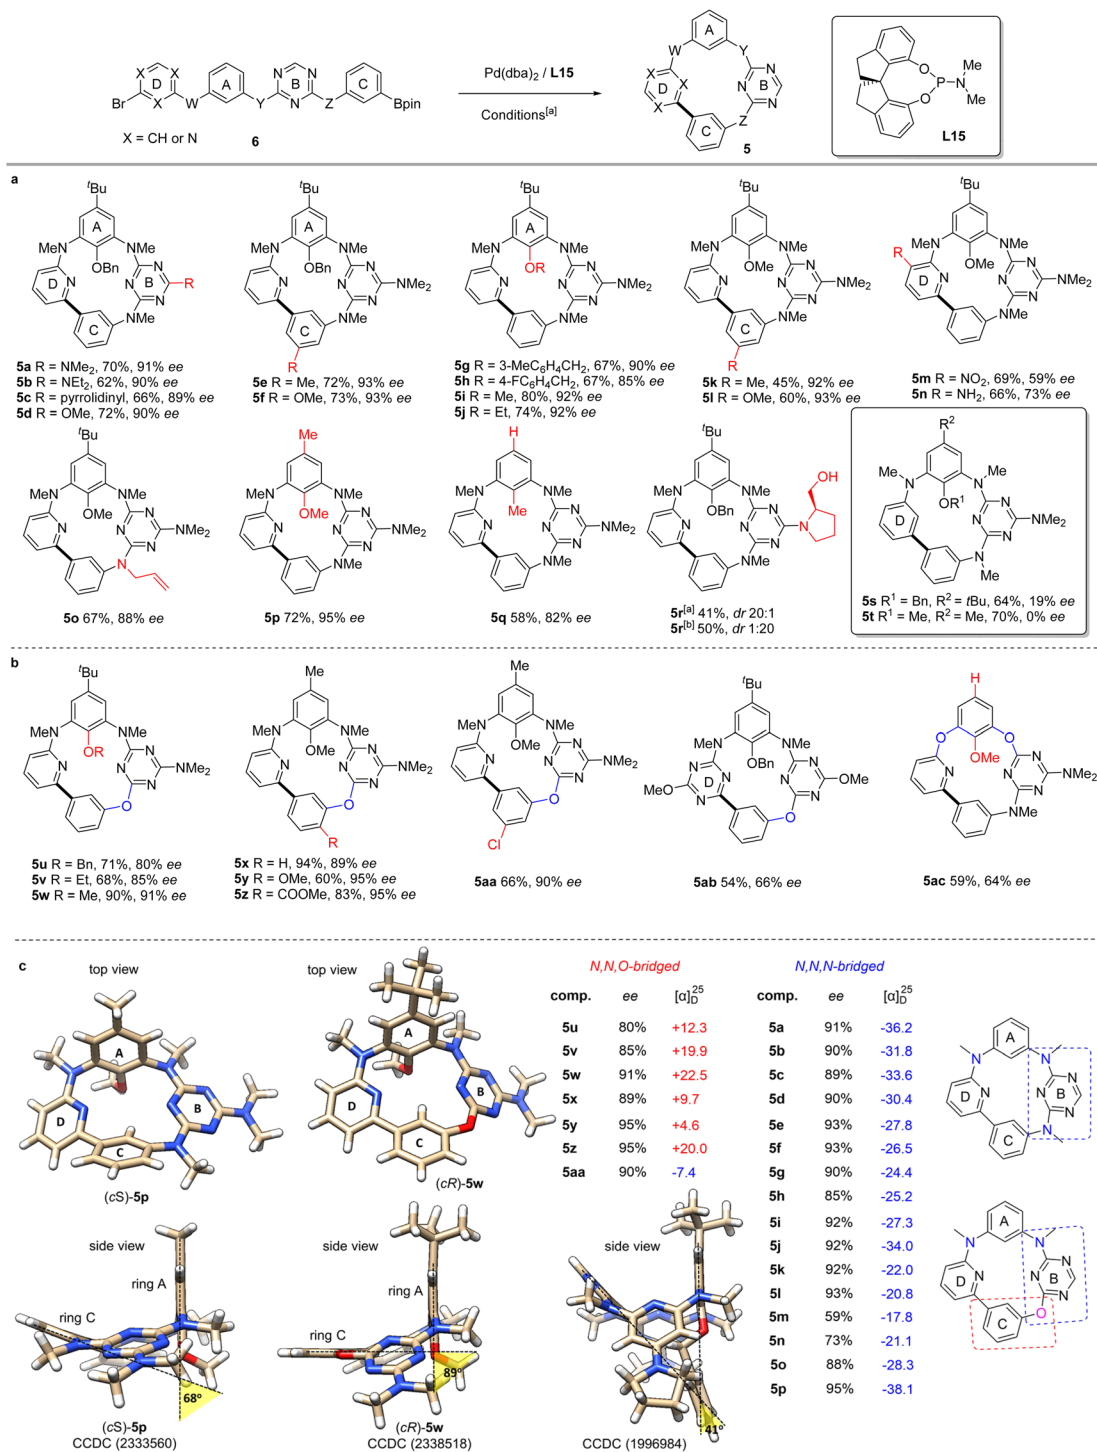 Pd(dba)2 / L15
Conditions[a]
X = CH or N
6
5
L15
a
5a R = NMe2, 70%, 91% ee
5b R = NEt2, 62%, 90% ee
5c R = pyrrolidinyl, 66%, 89% ee
5d R = OMe, 72%, 90% ee
5e R = Me, 72%, 93% ee
5f R = OMe, 73%, 93% ee
5g R = 3-MeC6H4CH2, 67%, 90% ee
5h R = 4-FC6H4CH2, 67%, 85% ee
5i R = Me, 80%, 92% ee
5j R = Et, 74%, 92% ee
5k R = Me, 45%, 92% ee
5l R = OMe, 60%, 93% ee
5m R = NO2, 69%, 59% ee
5n R = NH2, 66%, 73% ee
5o 67%, 88% ee
5p 72%, 95% ee
5q 58%, 82% ee
5r[a] 41%, dr 20:1
5r[b] 50%, dr 1:20
5s R1 = Bn, R2 = tBu, 64%, 19% ee
5t R1 = Me, R2 = Me, 70%, 0% ee
b
5u R = Bn, 71%, 80% ee
5v R = Et, 68%, 85% ee
5w R = Me, 90%, 91% ee
5x R = H, 94%, 89% ee
5y R = OMe, 60%, 95% ee
5z R = COOMe, 83%, 95% ee
5aa 66%, 90% ee
5ab 54%, 66% ee
5ac 59%, 64% ee
c
top view
(cS)-5p
top view
(cR)-5w
side view
ring A
ring C
68o
(cS)-5p
CCDC (2333560)
side view
ring A
ring C
89o
(cR)-5w
CCDC (2338518)
side view
41o
CCDC (1996984)
N,N,O-bridged
comp. ee [α]D25
5u 80% +12.3
5v 85% +19.9
5w 91% +22.5
5x 89% +9.7
5y 95% +4.6
5z 95% +20.0
5aa 90% -7.4
N,N,N-bridged
comp. ee [α]D25
5a 91% -36.2
5b 90% -31.8
5c 89% -33.6
5d 90% -30.4
5e 93% -27.8
5f 93% -26.5
5g 90% -24.4
5h 85% -25.2
5i 92% -27.3
5j 92% -34.0
5k 92% -22.0
5l 93% -20.8
5m 59% -17.8
5n 73% -21.1
5o 88% -28.3
5p 95% -38.1